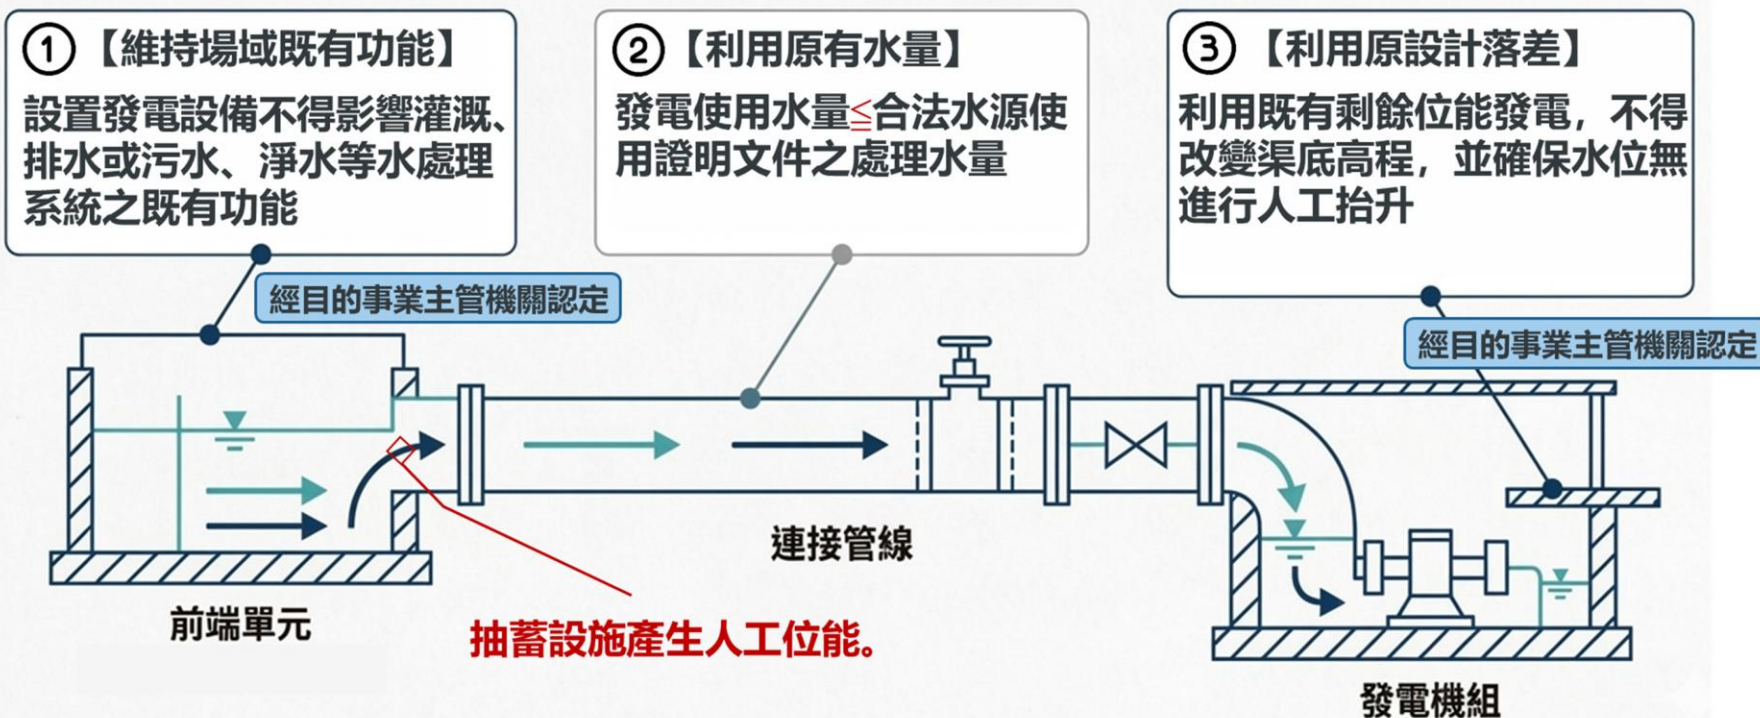 ① 【維持場域既有功能】
設置發電設備不得影響灌溉、
排水或污水、淨水等水處理
系統之既有功能
② 【利用原有水量】
發電使用水量≦合法水源使
用證明文件之處理水量
③ 【利用原設計落差】
利用既有剩餘位能發電，不得
改變渠底高程，並確保水位無
進行人工抬升
經目的事業主管機關認定
經目的事業主管機關認定
連接管線
前端單元
抽蓄設施產生人工位能。
發電機組